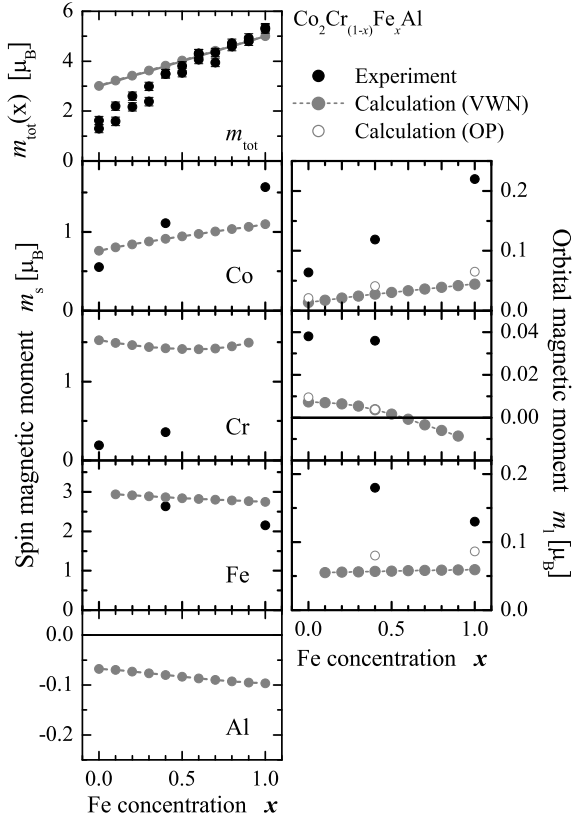 Co2Cr(1-x)FexAl
Experiment
Calculation (VWN)
Calculation (OP)
mtot(x) [μB]
6
4
2
0
mtot
Spin magnetic moment ms [μB]
1
0
Co
1
0
Cr
3
2
1
0
Fe
0.0
-0.1
-0.2
Al
0.0 0.5 1.0
Fe concentration x
0.2
0.1
0.0
0.04
0.02
0.00
0.2
0.1
0.0
Orbital magnetic moment ml [μB]
0.0 0.5 1.0
Fe concentration x